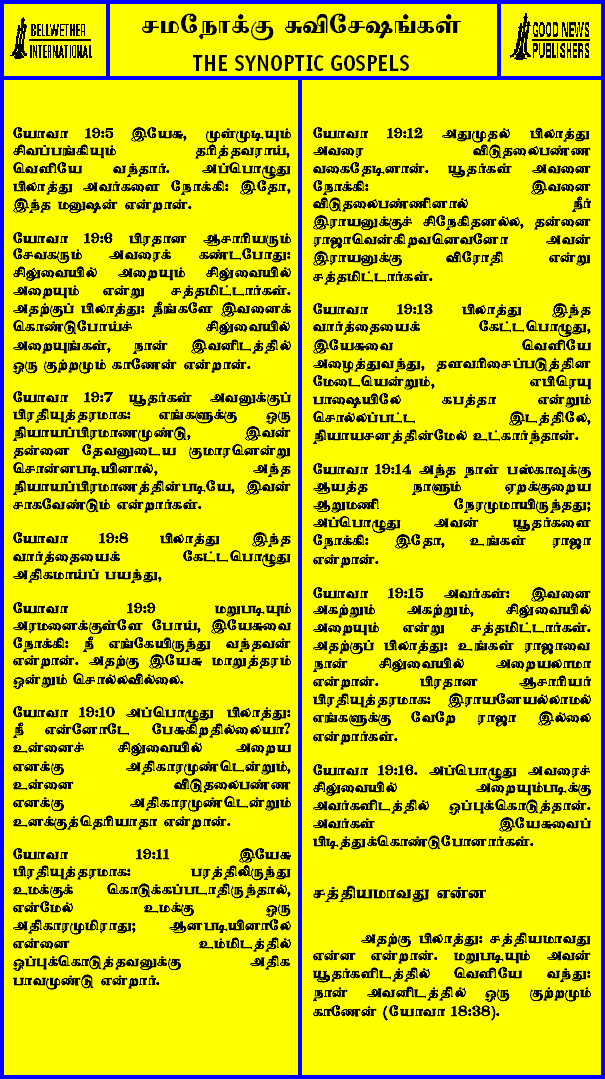 BELLWETHER
INTERNATIONAL
சமநோக்கு சுவிசேஷங்கள்
THE SYNOPTIC GOSPELS
GOOD NEWS
PUBLISHERS
யோவா 19:5 இயேசு, முள்முடியும்
சிவப்பங்கியும் தரித்தவராய்,
வெளியே வந்தார். அப்பொழுது
பிலாத்து அவர்களை நோக்கி: இதோ,
இந்த மனுஷன் என்றான்.
யோவா 19:6 பிரதான ஆசாரியரும்
சேவகரும் அவரைக் கண்டபோது:
சிலுவையில் அறையும் சிலுவையில்
அறையும் என்று சத்தமிட்டார்கள்.
அதற்குப் பிலாத்து: நீங்களே இவனைக்
கொண்டுபோய்ச் சிலுவையில்
அறையுங்கள், நான் இவனிடத்தில்
ஒரு குற்றமும் காணேன் என்றான்.
யோவா 19:7 யூதர்கள் அவனுக்குப்
பிரதியுத்தரமாக: எங்களுக்கு ஒரு
நியாயப்பிரமாணமுண்டு, இவன்
தன்னை தேவனுடைய குமாரனென்று
சொன்னபடியினால், அந்த
நியாயப்பிரமாணத்தின்படியே, இவன்
சாகவேண்டும் என்றார்கள்.
யோவா 19:8 பிலாத்து இந்த
வார்த்தையைக் கேட்டபொழுது
அதிகமாய்ப் பயந்து,
யோவா 19:9 மறுபடியும்
அரமனைக்குள்ளே போய், இயேசுவை
நோக்கி: நீ எங்கேயிருந்து வந்தவன்
என்றான். அதற்கு இயேசு மாறுத்தரம்
ஒன்றும் சொல்லவில்லை.
யோவா 19:10 அப்பொழுது பிலாத்து:
நீ என்னோடே பேசுகிறதில்லையா?
உன்னைச் சிலுவையில் அறைய
எனக்கு அதிகாரமுண்டென்றும்,
உன்னை விடுதலைபண்ண
எனக்கு அதிகாரமுண்டென்றும்
உனக்குத்தெரியாதா என்றான்.
யோவா 19:11 இயேசு
பிரதியுத்தரமாக: பரத்திலிருந்து
உமக்குக் கொடுக்கப்படாதிருந்தால்,
என்மேல் உமக்கு ஒரு
அதிகாரமுமிராது; ஆனபடியினாலே
என்னை உம்மிடத்தில்
ஒப்புக்கொடுத்தவனுக்கு அதிக
பாவமுண்டு என்றார்.
யோவா 19:12 அதுமுதல் பிலாத்து
அவரை விடுதலைபண்ண
வகைதேடினான். யூதர்கள் அவனை
நோக்கி: இவனை
விடுதலைபண்ணினால் நீர்
இராயனுக்குச் சிநேகிதனல்ல, தன்னை
ராஜாவென்கிறவனெவனோ அவன்
இராயனுக்கு விரோதி என்று
சத்தமிட்டார்கள்.
யோவா 19:13 பிலாத்து இந்த
வார்த்தையைக் கேட்டபொழுது,
இயேசுவை வெளியே
அழைத்துவந்து, தளவரிசைப்படுத்தின
மேடையென்றும், எபிரெயு
பாஷையிலே கபத்தா என்றும்
சொல்லப்பட்ட இடத்திலே,
நியாயசனத்தின்மேல் உட்கார்ந்தான்.
யோவா 19:14 அந்த நாள் பஸ்காவுக்கு
ஆயத்த நாளும் ஏறக்குறைய
ஆறுமணி நேரமுமாயிருந்தது;
அப்பொழுது அவன் யூதர்களை
நோக்கி: இதோ, உங்கள் ராஜா
என்றான்.
யோவா 19:15 அவர்கள்: இவனை
அகற்றும் அகற்றும், சிலுவையில்
அறையும் என்று சத்தமிட்டார்கள்.
அதற்குப் பிலாத்து: உங்கள் ராஜாவை
நான் சிலுவையில் அறையலாமா
என்றான். பிரதான ஆசாரியர்
பிரதியுத்தரமாக: இராயனேயல்லாமல்
எங்களுக்கு வேறே ராஜா இல்லை
என்றார்கள்.
யோவா 19:16. அப்பொழுது அவரைச்
சிலுவையில் அறையும்படிக்கு
அவர்களிடத்தில் ஒப்புக்கொடுத்தான்.
அவர்கள் இயேசுவைப்
பிடித்துக்கொண்டுபோனார்கள்.
சத்தியமாவது என்ன
அதற்கு பிலாத்து: சத்தியமாவது
என்ன என்றான். மறுபடியும் அவன்
யூதர்களிடத்தில் வெளியே வந்து:
நான் அவனிடத்தில் ஒரு குற்றமும்
காணேன் (யோவா 18:38).